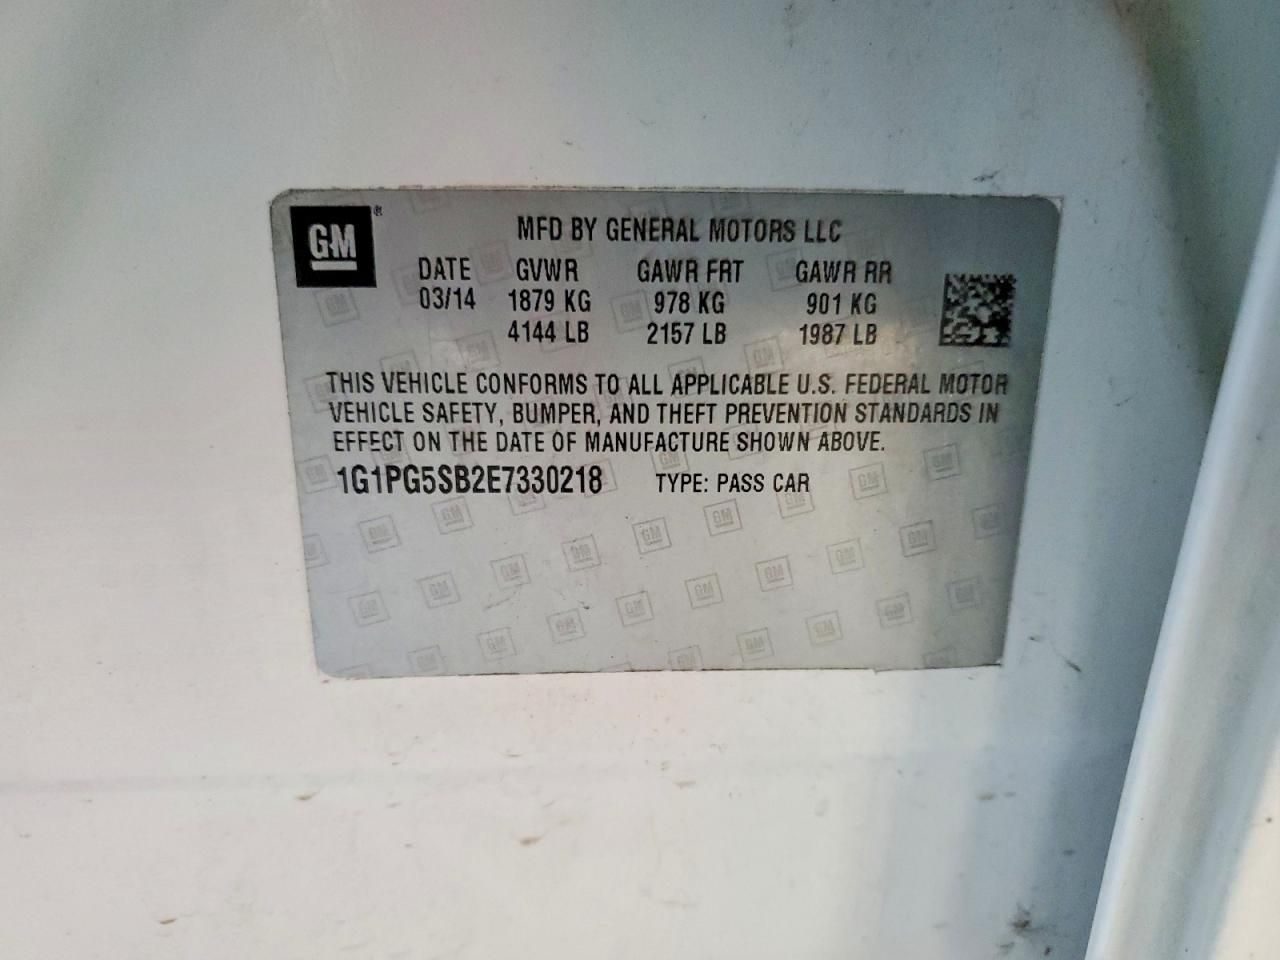 GM®
MFD BY GENERAL MOTORS LLC
DATE GVWR GAWR FRT GAWR RR
03/14 1879 KG 978 KG 901 KG
4144 LB 2157 LB 1987 LB
THIS VEHICLE CONFORMS TO ALL APPLICABLE U.S. FEDERAL MOTOR
VEHICLE SAFETY, BUMPER, AND THEFT PREVENTION STANDARDS IN
EFFECT ON THE DATE OF MANUFACTURE SHOWN ABOVE.
1G1PG5SB2E7330218 TYPE: PASS CAR